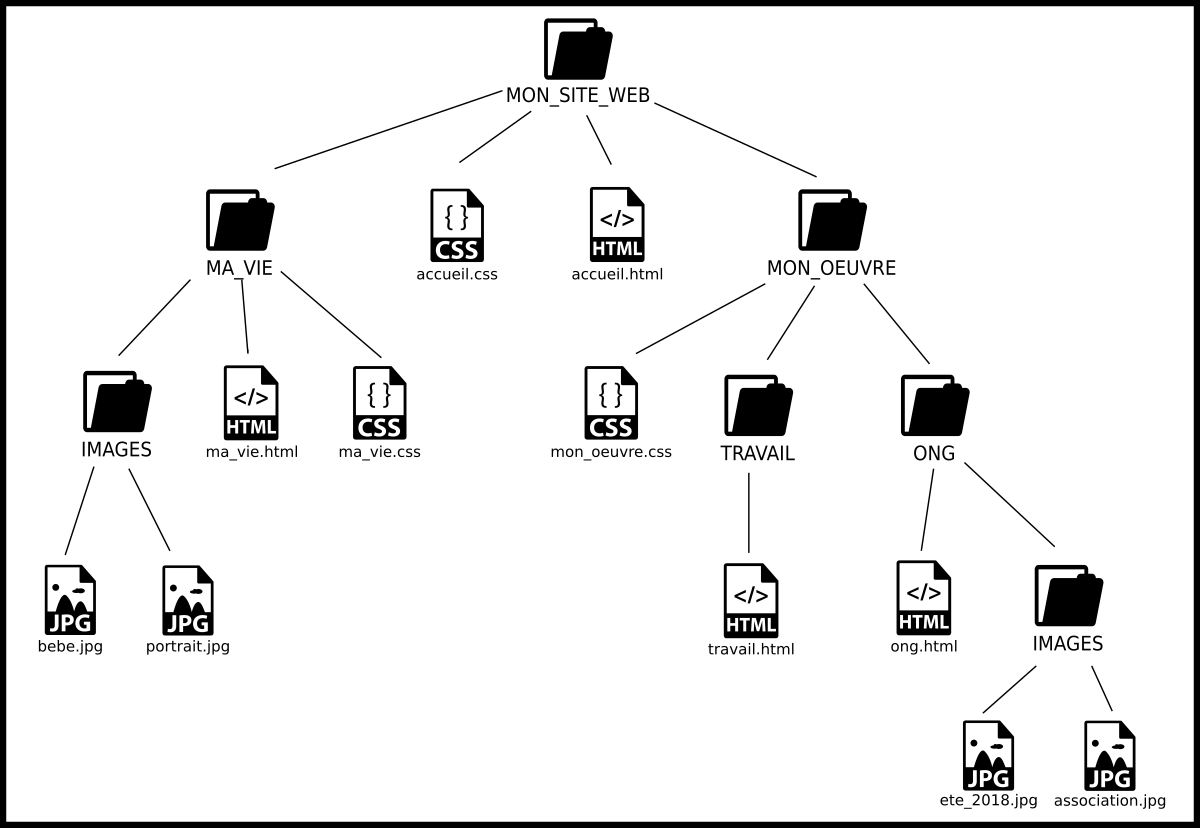 MON_SITE_WEB
MA_VIE
{ }
CSS
accueil.css
</>
HTML
accueil.html
MON_OEUVRE
IMAGES
</>
HTML
ma_vie.html
{ }
CSS
ma_vie.css
{ }
CSS
mon_oeuvre.css
TRAVAIL
ONG
JPG
bebe.jpg
JPG
portrait.jpg
</>
HTML
travail.html
</>
HTML
ong.html
IMAGES
JPG
ete_2018.jpg
JPG
association.jpg